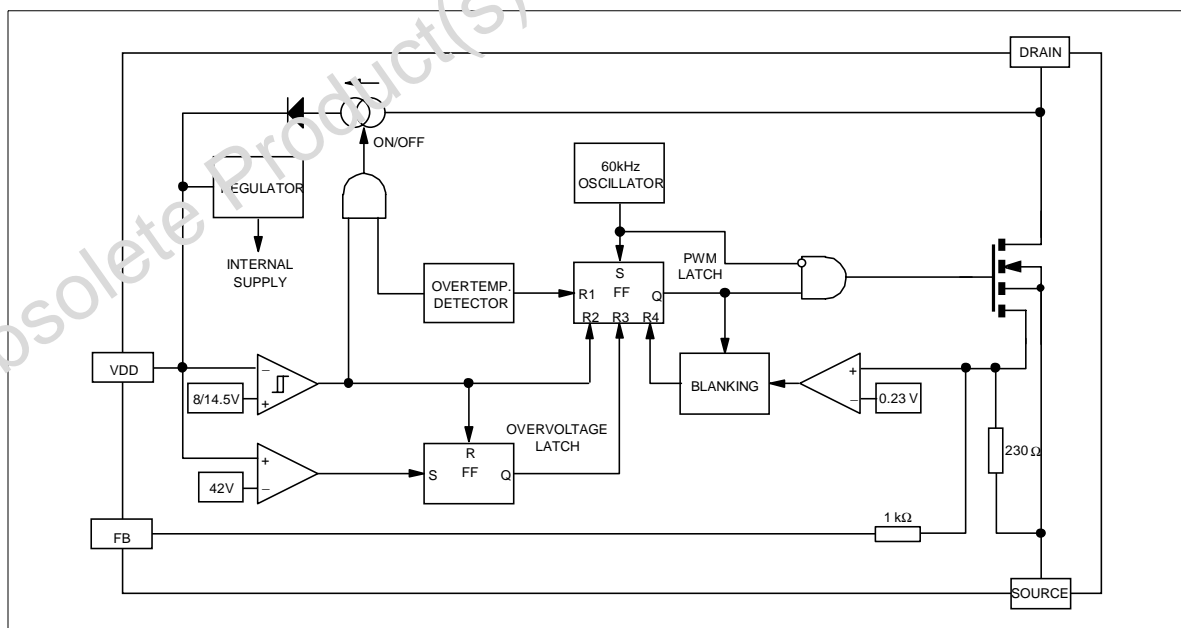 Obsolete Product(s)
DRAIN
ON/OFF
REGULATOR
60kHz
OSCILLATOR
INTERNAL
SUPPLY
PWM
LATCH
OVERTEMP.
DETECTOR
S
FF
R1
Q
R2 R3 R4
VDD
8/14.5V
BLANKING
0.23 V
OVERVOLTAGE
LATCH
R
FF
S
Q
230 Ω
42V
1 kΩ
FB
SOURCE
+
−
+
−
+
−